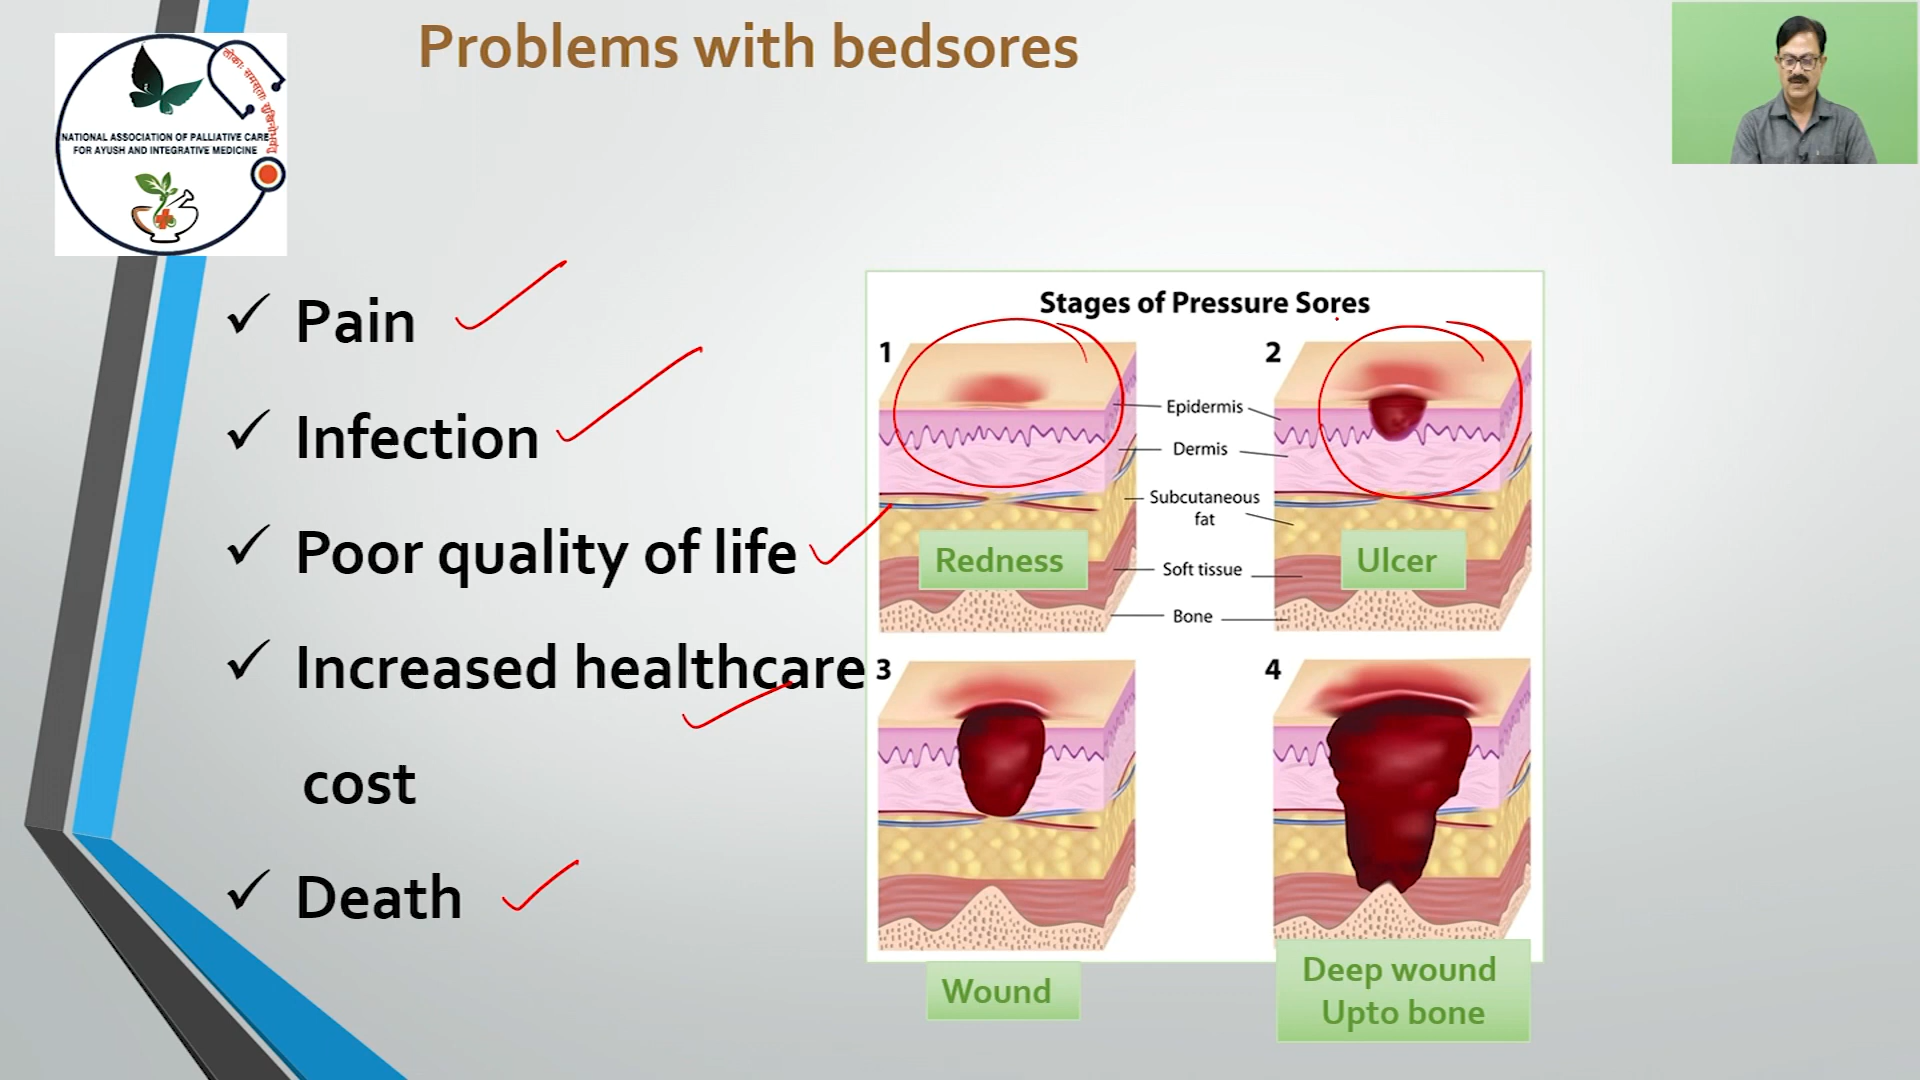 Problems with bedsores
NATIONAL ASSOCIATION OF PALLIATIVE CARE
FOR AYUSH AND INTEGRATIVE MEDICINE
Pain
Infection
Poor quality of life
Increased healthcare
cost
Death
Stages of Pressure Sores
1
2
Epidermis
Dermis
Subcutaneous
fat
Soft tissue
Bone
Redness
Ulcer
3
4
Wound
Deep wound
Upto bone